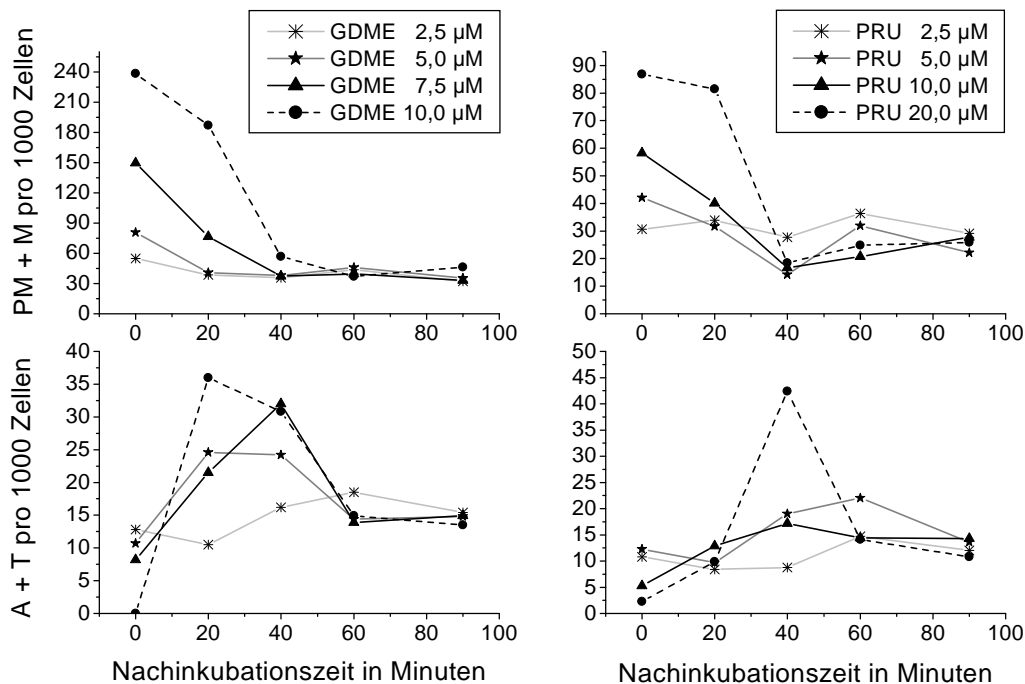 GDME 2,5 µM
GDME 5,0 µM
GDME 7,5 µM
GDME 10,0 µM
PM + M pro 1000 Zellen
240
210
180
150
120
90
60
30
0
0 20 40 60 80 100
PRU 2,5 µM
PRU 5,0 µM
PRU 10,0 µM
PRU 20,0 µM
90
80
70
60
50
40
30
20
10
0
0 20 40 60 80 100
A + T pro 1000 Zellen
40
35
30
25
20
15
10
5
0
0 20 40 60 80 100
Nachinkubationszeit in Minuten
50
45
40
35
30
25
20
15
10
5
0
0 20 40 60 80 100
Nachinkubationszeit in Minuten